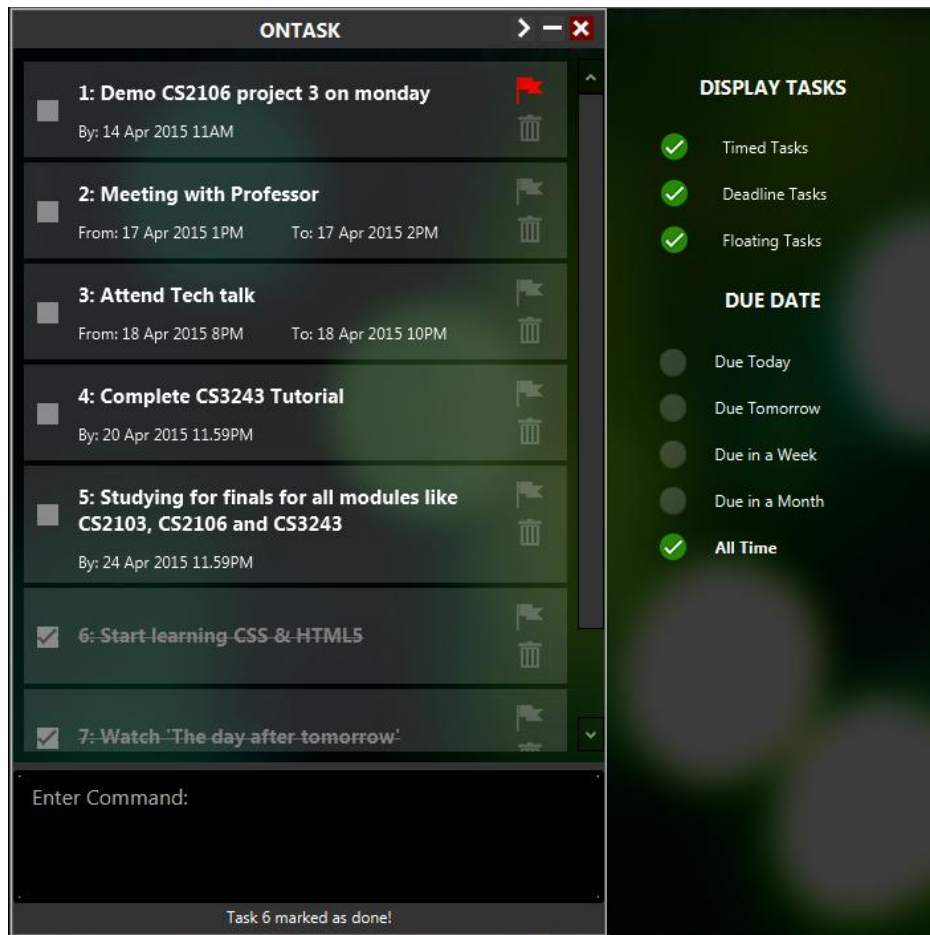 ONTASK
1: Demo CS2106 project 3 on monday
By: 14 Apr 2015 11AM
2: Meeting with Professor
From: 17 Apr 2015 1PM To: 17 Apr 2015 2PM
3: Attend Tech talk
From: 18 Apr 2015 8PM To: 18 Apr 2015 10PM
4: Complete CS3243 Tutorial
By: 20 Apr 2015 11.59PM
5: Studying for finals for all modules like
CS2103, CS2106 and CS3243
By: 24 Apr 2015 11.59PM
6: Start learning CSS & HTML5
7: Watch 'The day after tomorrow'
Enter Command:
Task 6 marked as done!
DISPLAY TASKS
Timed Tasks
Deadline Tasks
Floating Tasks
DUE DATE
Due Today
Due Tomorrow
Due in a Week
Due in a Month
All Time